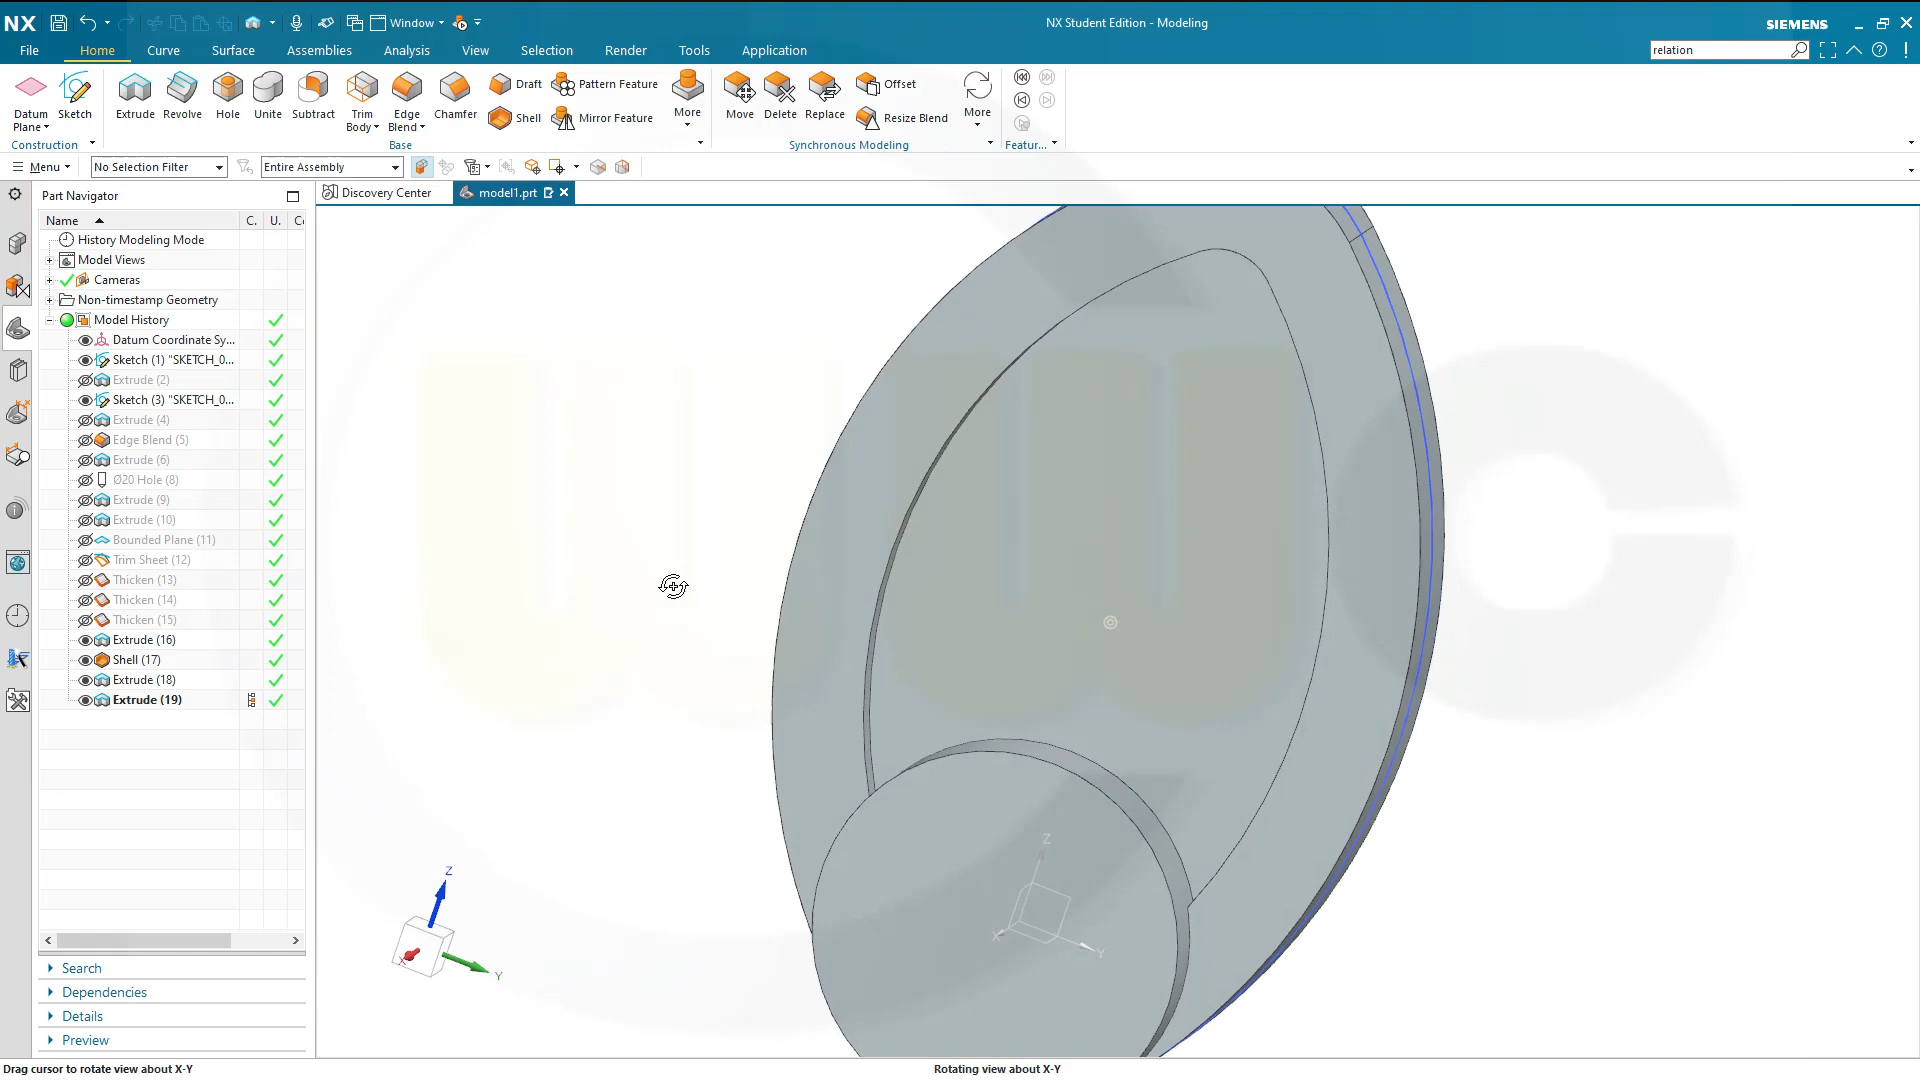 NX
Window
NX Student Edition - Modeling
SIEMENS
File Home Curve Surface Assemblies Analysis View Selection Render Tools Application
relation
Datum Plane
Sketch
Extrude
Revolve
Hole
Unite
Subtract
Trim Body
Edge Blend
Chamfer
Draft
Shell
Pattern Feature
Mirror Feature
More
Move
Delete
Replace
Offset
Resize Blend
More
Construction
Base
Synchronous Modeling
Featur...
Menu
No Selection Filter
Entire Assembly
Part Navigator
Discovery Center
model1.prt
Name C. U. Co
History Modeling Mode
Model Views
Cameras
Non-timestamp Geometry
Model History
Datum Coordinate Sy...
Sketch (1) "SKETCH_0...
Extrude (2)
Sketch (3) "SKETCH_0...
Extrude (4)
Edge Blend (5)
Extrude (6)
Ø20 Hole (8)
Extrude (9)
Extrude (10)
Bounded Plane (11)
Trim Sheet (12)
Thicken (13)
Thicken (14)
Thicken (15)
Extrude (16)
Shell (17)
Extrude (18)
Extrude (19)
Z
X
Y
Z
X
Y
Search
Dependencies
Details
Preview
Drag cursor to rotate view about X-Y
Rotating view about X-Y